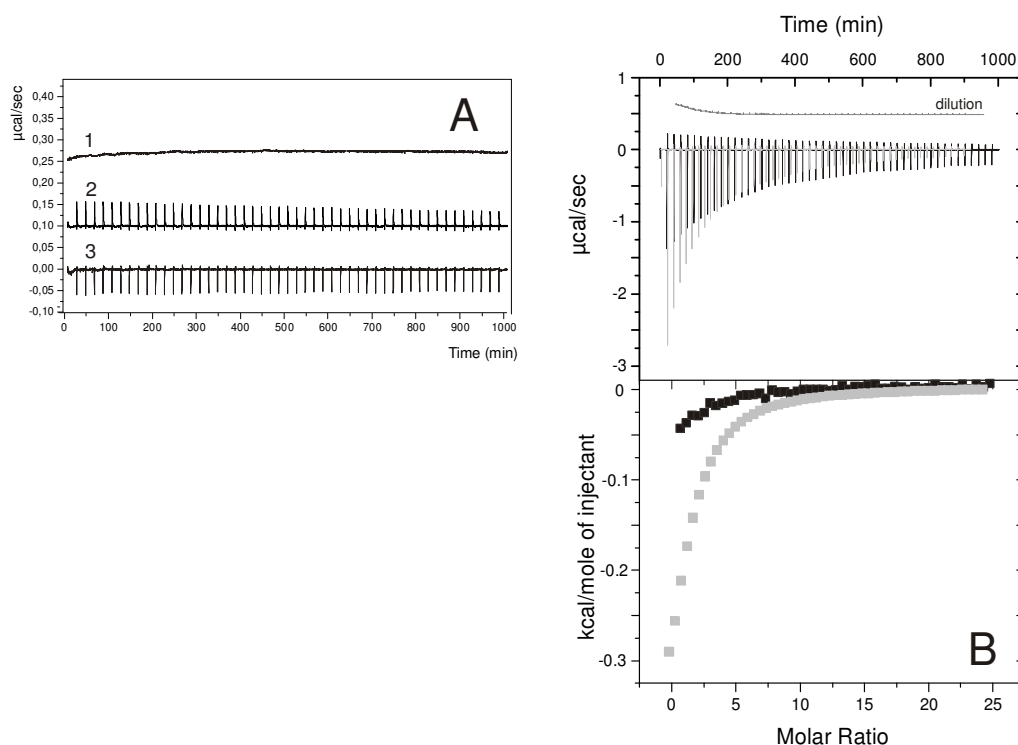 µcal/sec
0,40
0,35
0,30
0,25
0,20
0,15
0,10
0,05
0,00
-0,05
-0,10
A
1
2
3
0 100 200 300 400 500 600 700 800 900 1000
Time (min)
Time (min)
0 200 400 600 800 1000
µcal/sec
1
0
-1
-2
-3
dilution
kcal/mole of injectant
0
-0.1
-0.2
-0.3
B
0 5 10 15 20 25
Molar Ratio